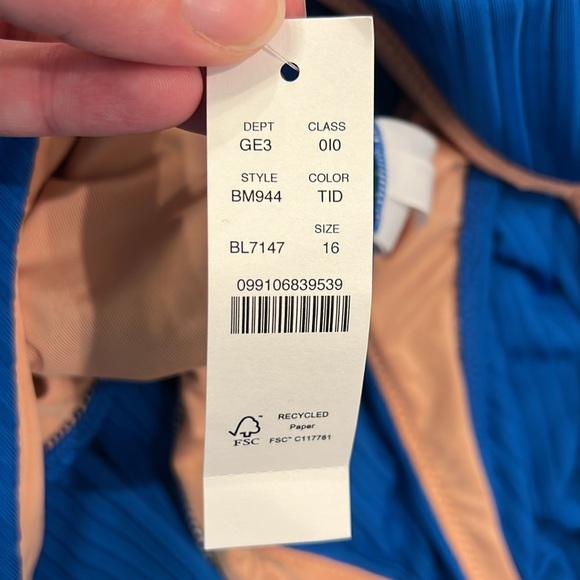 DEPT CLASS
GE3 0I0
STYLE COLOR
BM944 TID
SIZE
BL7147 16
099106839539
RECYCLED
Paper
FSC™ C117781
FSC